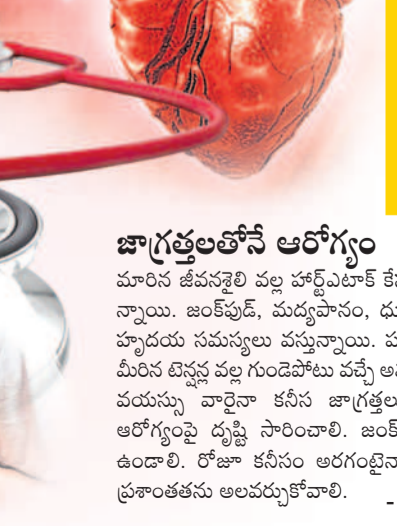 జాగ్రత్తలతోనే ఆరోగ్యం
మారిన జీవనశైలి వల్ల హార్ట్ఎటాక్ కే
న్నాయి. జంక్‌ఫుడ్, మద్యపానం,
హృదయ సమస్యలు వస్తున్నాయి.
మీరిన టెన్షన్ల వల్ల గుండెపోటు వచ్చే
వయస్సు వారైనా కనీస జాగ్రత్తలు
ఆరోగ్యంపై దృష్టి సారించాలి. జంక్
ఉండాలి. రోజూ కనీసం అరగంటైనా
ప్రశాంతతను అలవర్చుకోవాలి.